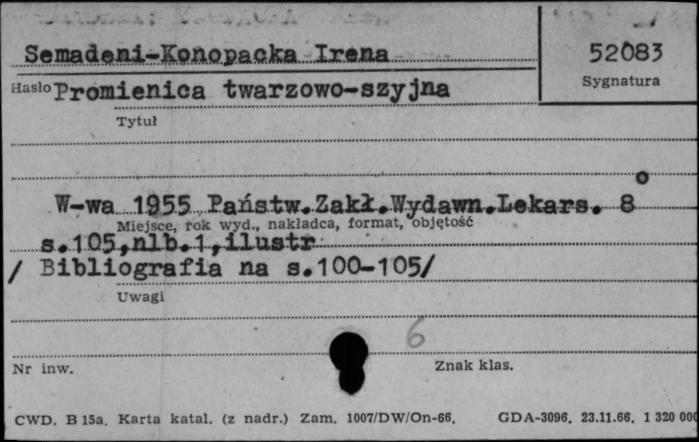 Semadeni-Konopacka Irena
52083
Sygnatura
Hasło Promienica twarzowo-szyjna
Tytuł
W-wa 1955 Państw.Zakł.Wydawn.Lekars. 8°
Miejsce, rok wyd., nakładca, format, objętość
s.105,nlb.1,ilustr
/ Bibliografia na s.100-105/
Uwagi
6
Nr inw.
Znak klas.
CWD. B 15a. Karta katal. (z nadr.) Zam. 1007/DW/On-66. GDA-3096. 23.11.66. 1 320 000